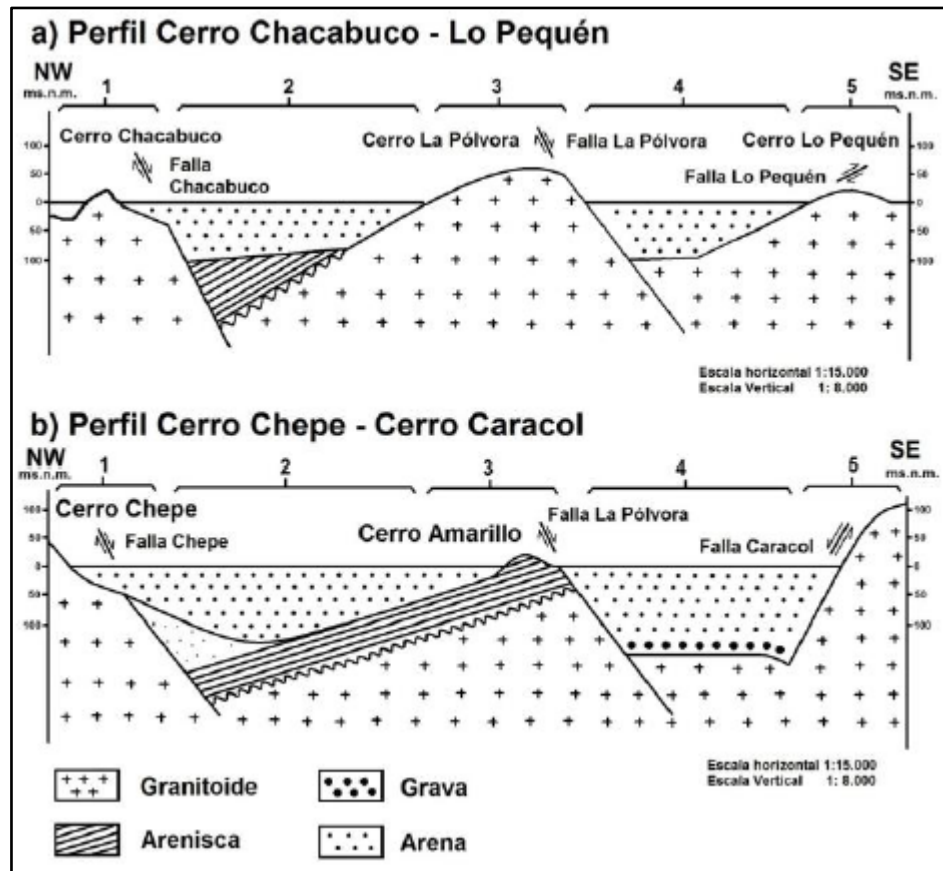 a) Perfil Cerro Chacabuco - Lo Pequén
NW SE
ms.n.m. 1 2 3 4 5 ms.n.m.
Cerro Chacabuco Cerro La Pólvora Falla La Pólvora Cerro Lo Pequén
Falla Chacabuco
Falla Lo Pequén
100 100
50 50
0 0
50 50
100 100
Escala horizontal 1:15.000
Escala Vertical 1: 8.000
b) Perfil Cerro Chepe - Cerro Caracol
NW SE
ms.n.m. 1 2 3 4 5 ms.n.m.
Cerro Chepe Falla La Pólvora
Falla Chepe Cerro Amarillo Falla Caracol
100 100
50 50
0 0
50 50
100 100
Escala horizontal 1:15.000
Escala Vertical 1: 8.000
Granitoide Grava
Arenisca Arena